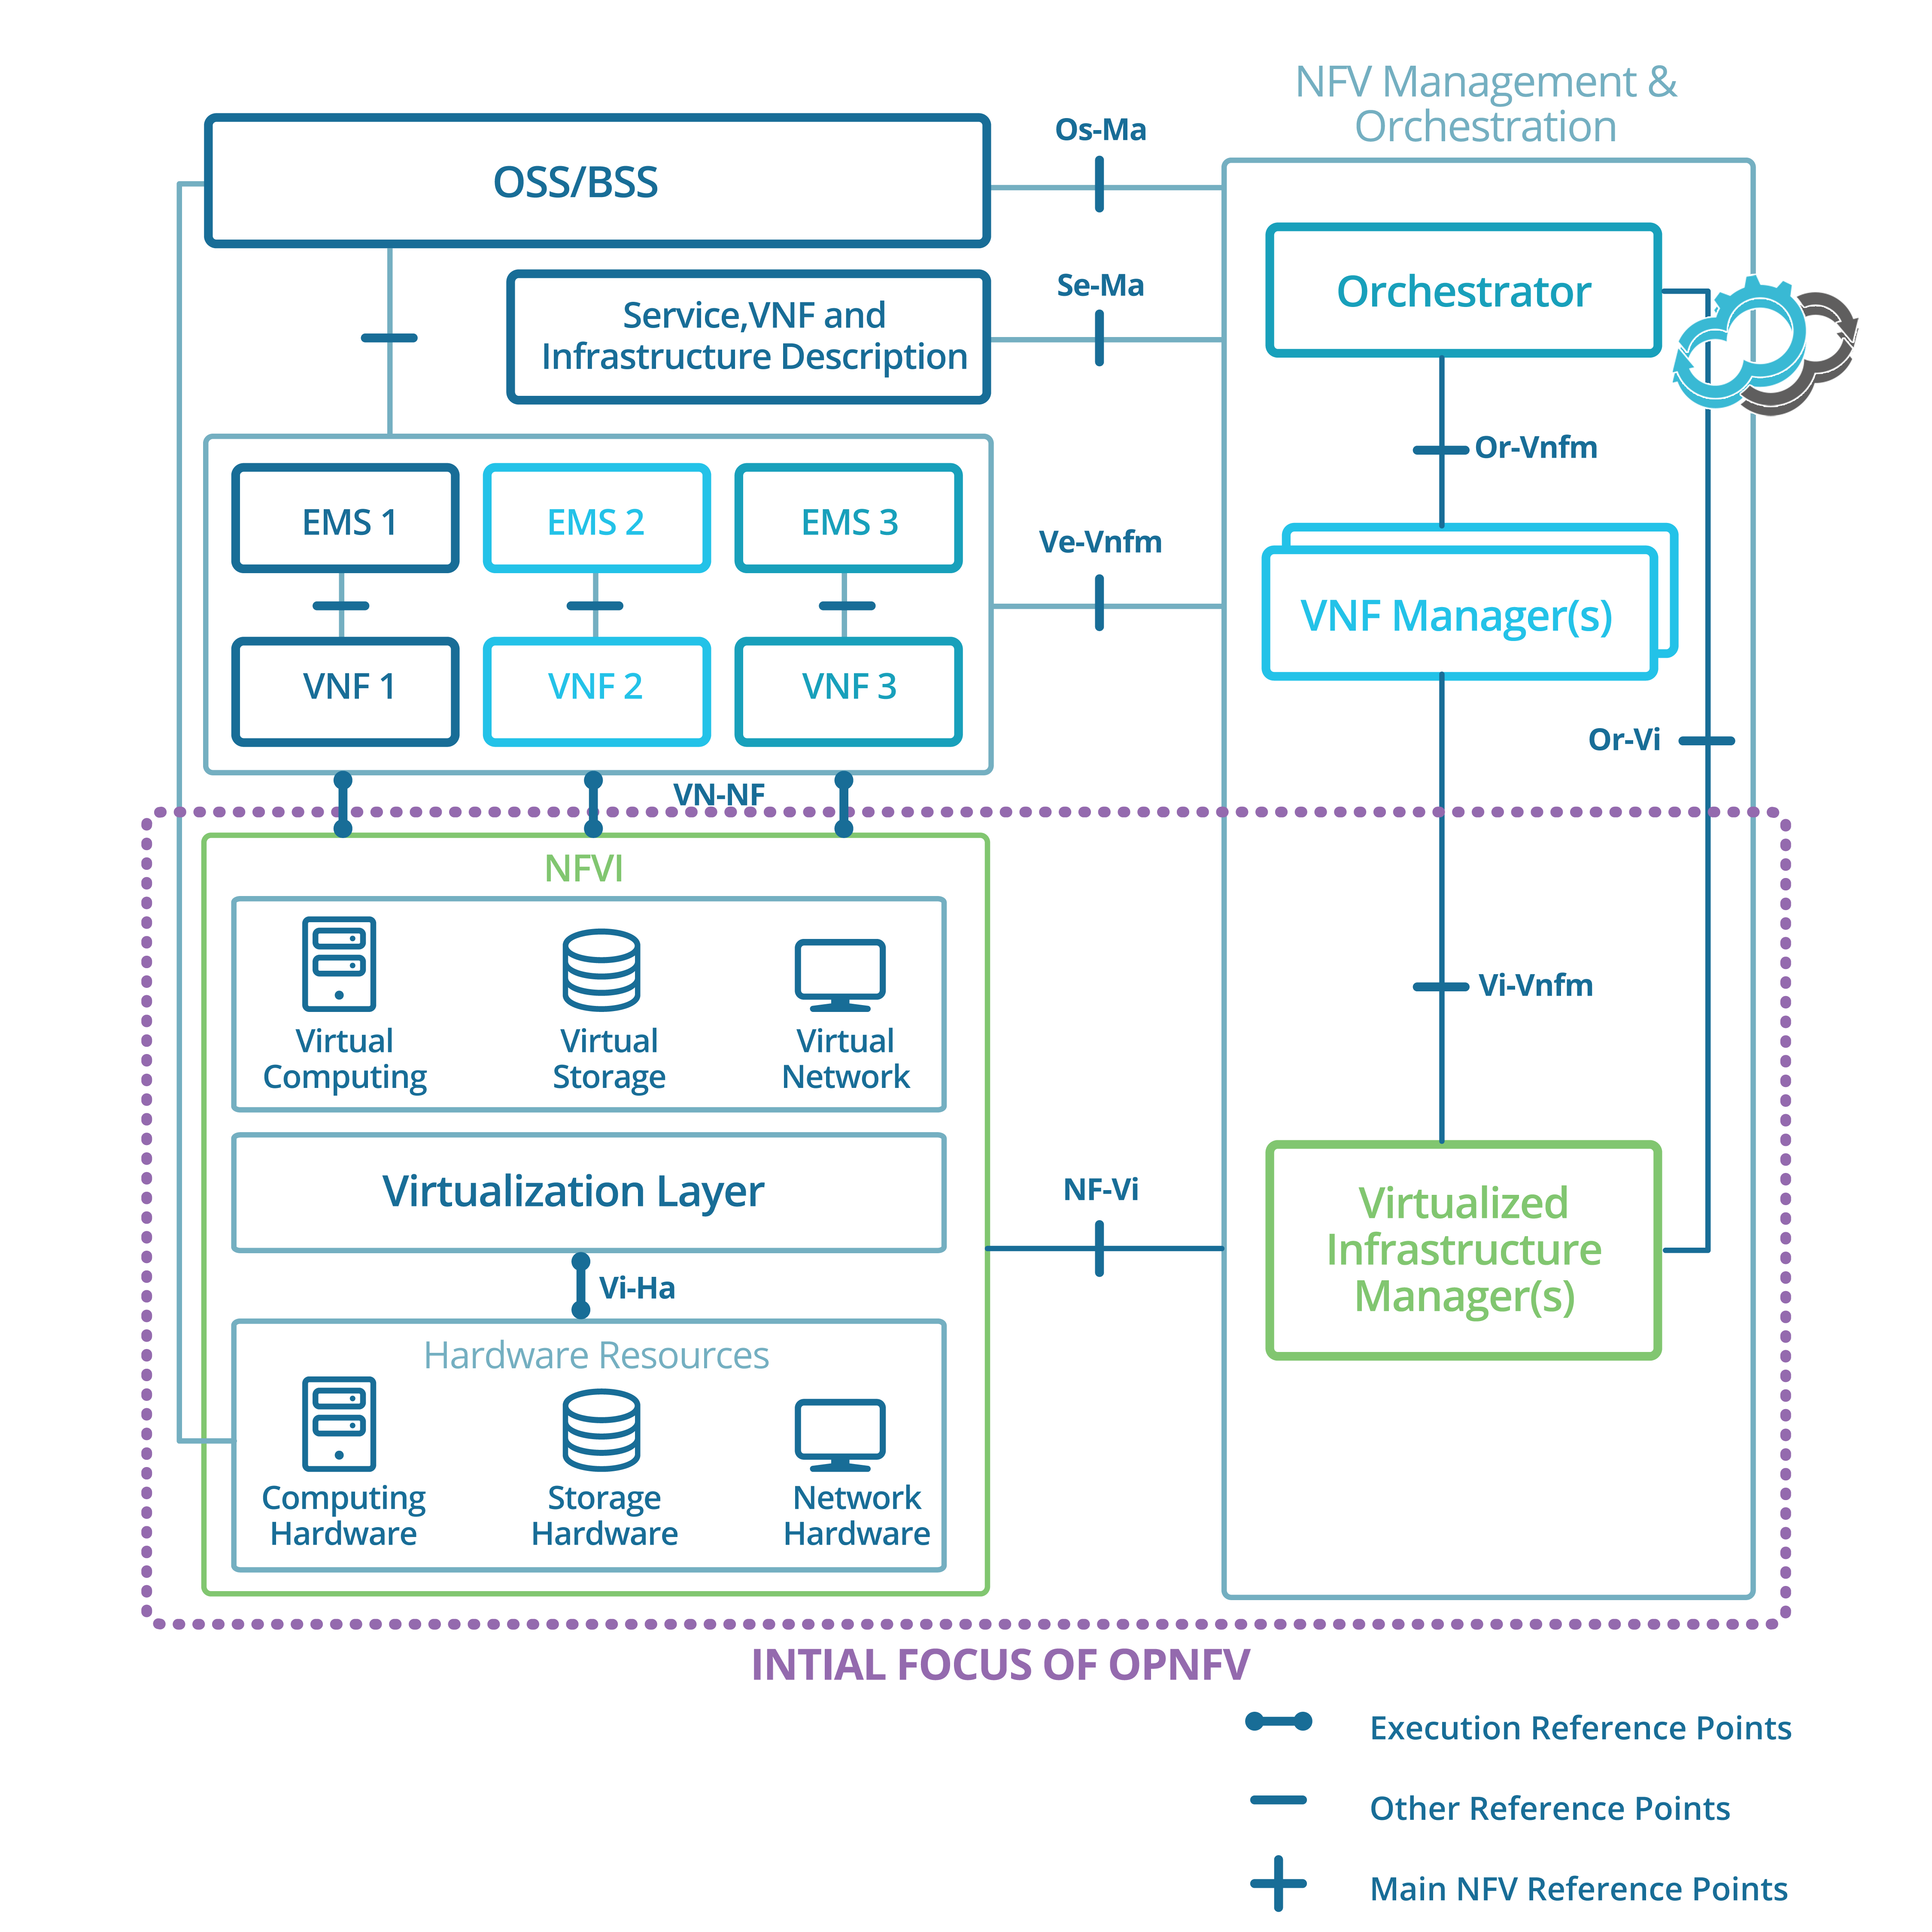 NFV Management &
Orchestration
OSS/BSS
Os-Ma
Service,VNF and
Infrastructure Description
Se-Ma
Orchestrator
Or-Vnfm
EMS 1
EMS 2
EMS 3
Ve-Vnfm
VNF 1
VNF 2
VNF 3
VNF Manager(s)
Or-Vi
VN-NF
NFVI
Virtual
Computing
Virtual
Storage
Virtual
Network
Vi-Vnfm
Virtualization Layer
NF-Vi
Virtualized
Infrastructure
Manager(s)
Vi-Ha
Hardware Resources
Computing
Hardware
Storage
Hardware
Network
Hardware
INTIAL FOCUS OF OPNFV
Execution Reference Points
Other Reference Points
Main NFV Reference Points